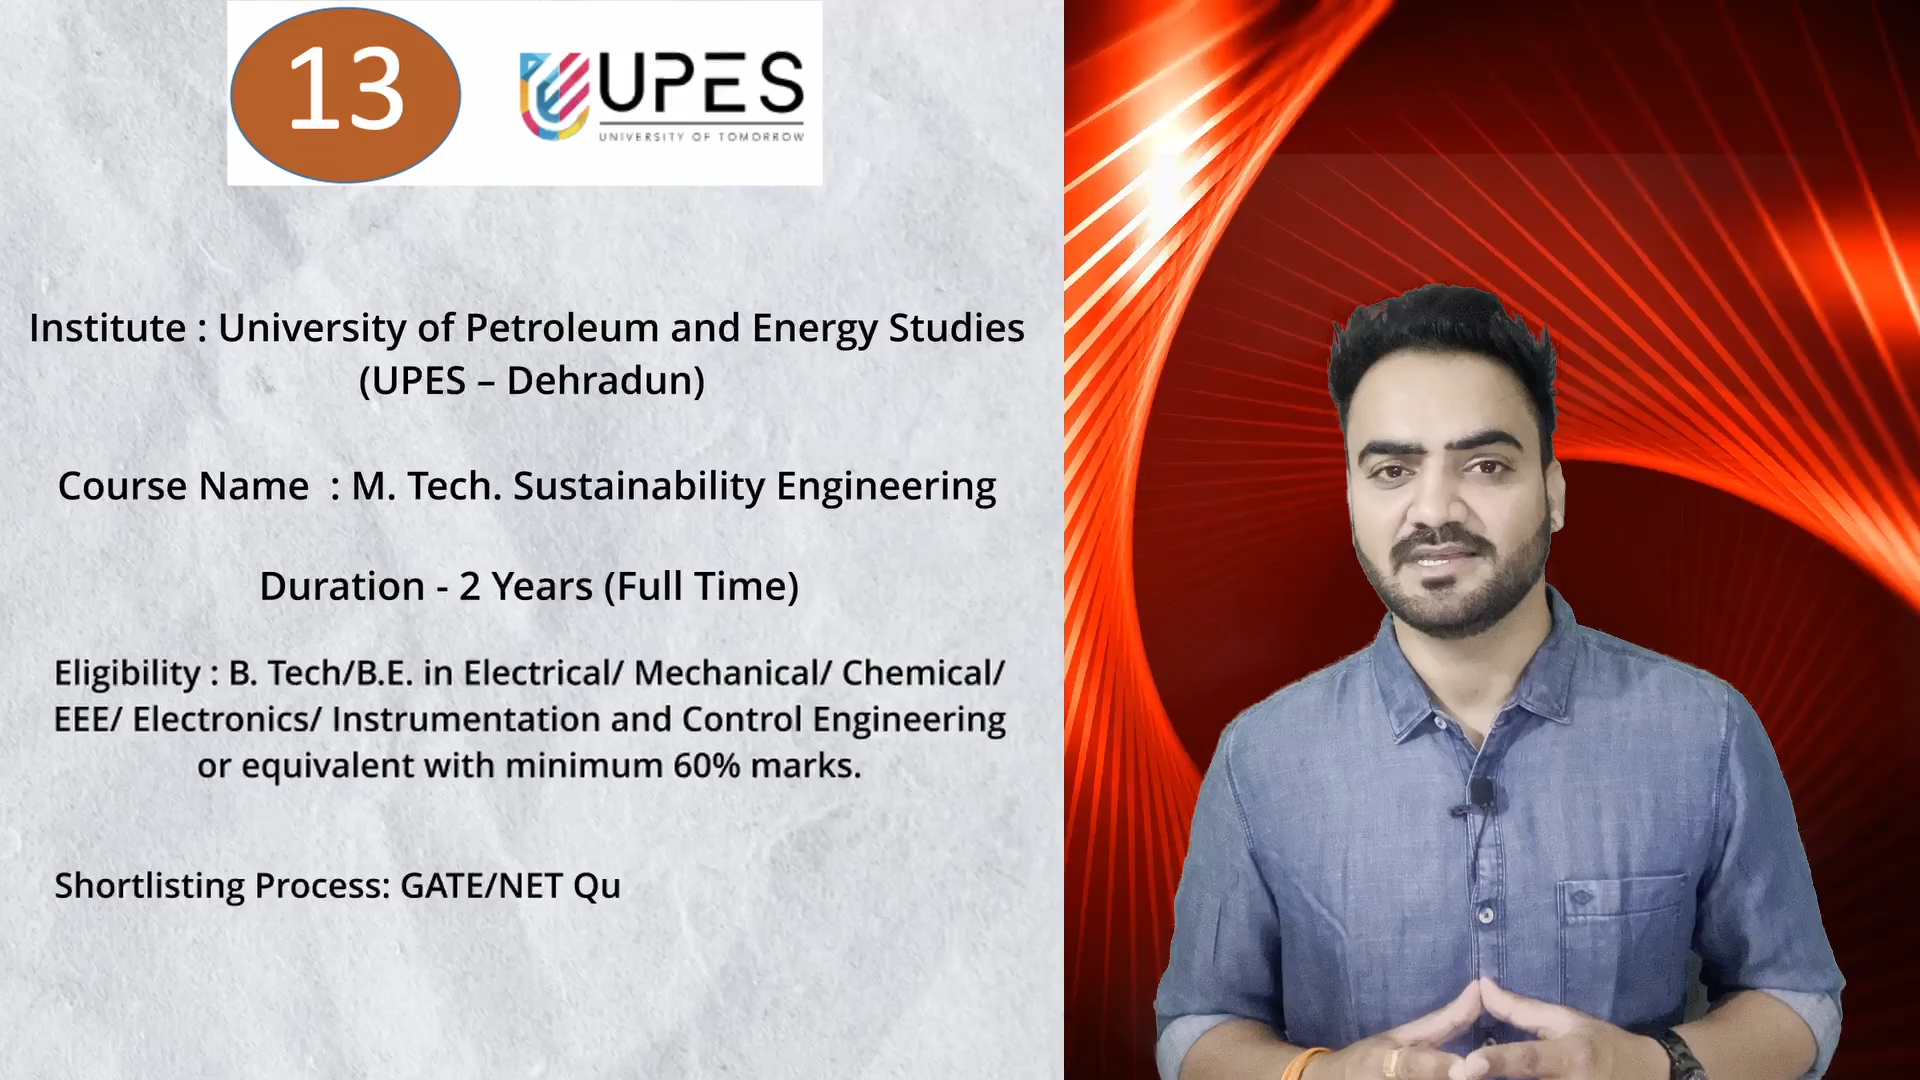 13
UPES
UNIVERSITY OF TOMORROW
Institute : University of Petroleum and Energy Studies
(UPES – Dehradun)
Course Name : M. Tech. Sustainability Engineering
Duration - 2 Years (Full Time)
Eligibility : B. Tech/B.E. in Electrical/ Mechanical/ Chemical/
EEE/ Electronics/ Instrumentation and Control Engineering
or equivalent with minimum 60% marks.
Shortlisting Process: GATE/NET Qu